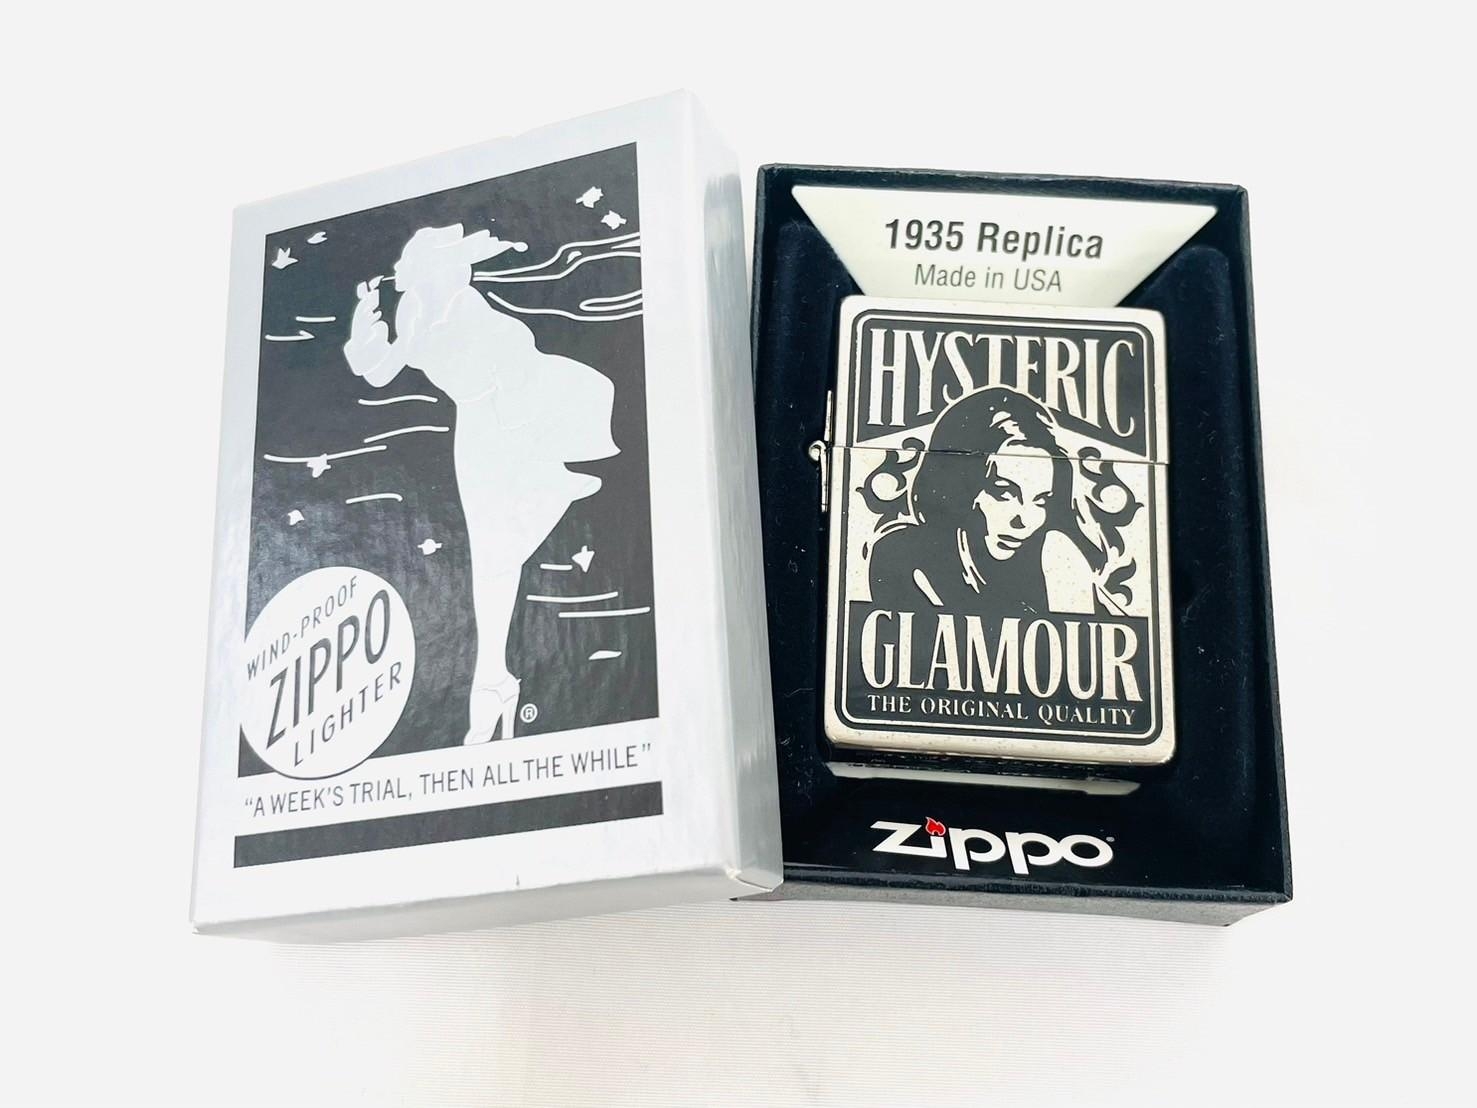 WIND-PROOF
ZIPPO
LIGHTER
®
"A WEEK'S TRIAL, THEN ALL THE WHILE"
1935 Replica
Made in USA
HYSTERIC
GLAMOUR
THE ORIGINAL QUALITY
zippo